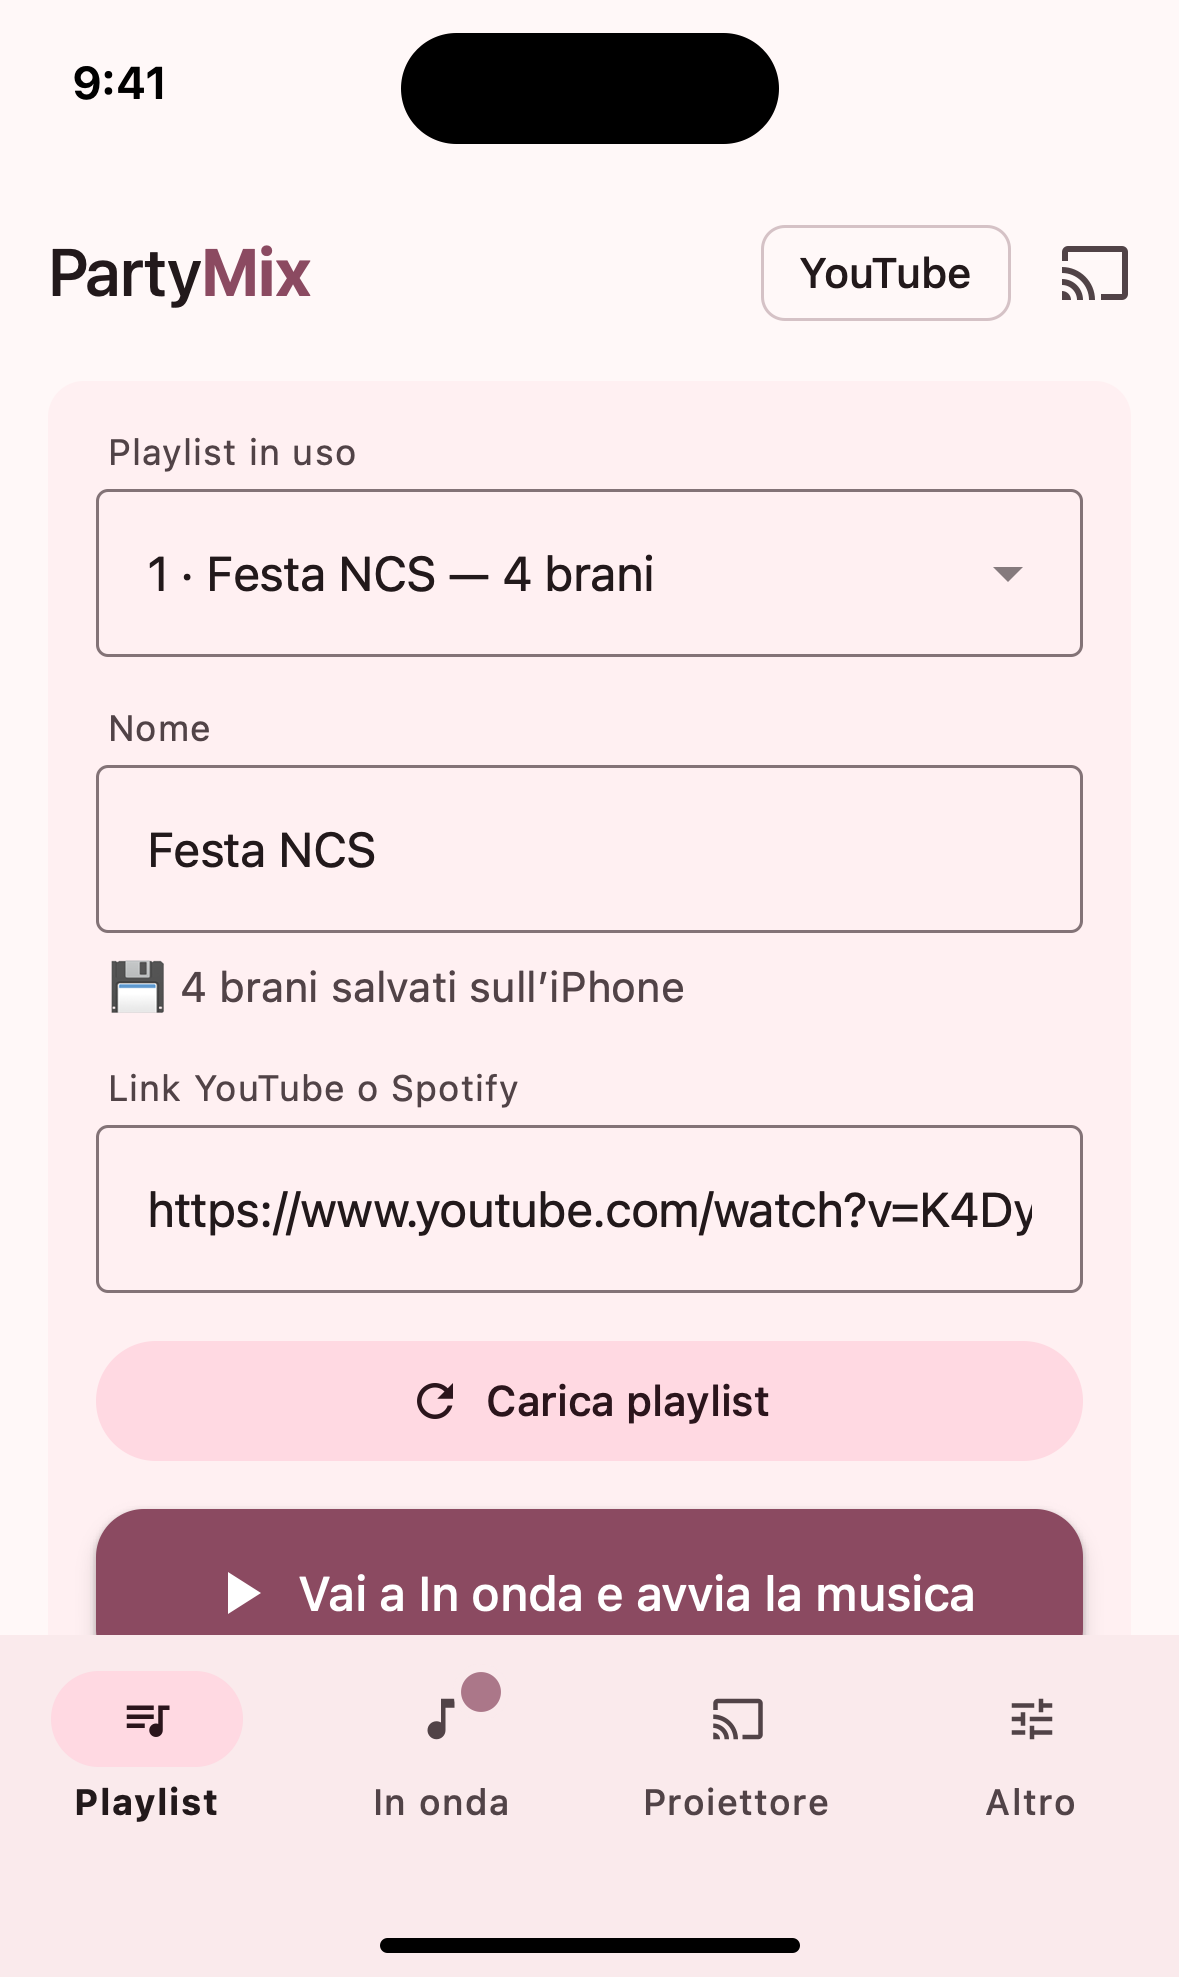 9:41
PartyMix
YouTube
Playlist in uso
1 · Festa NCS — 4 brani
Nome
Festa NCS
4 brani salvati sull’iPhone
Link YouTube o Spotify
https://www.youtube.com/watch?v=K4Dy
Carica playlist
Vai a In onda e avvia la musica
Playlist
In onda
Proiettore
Altro